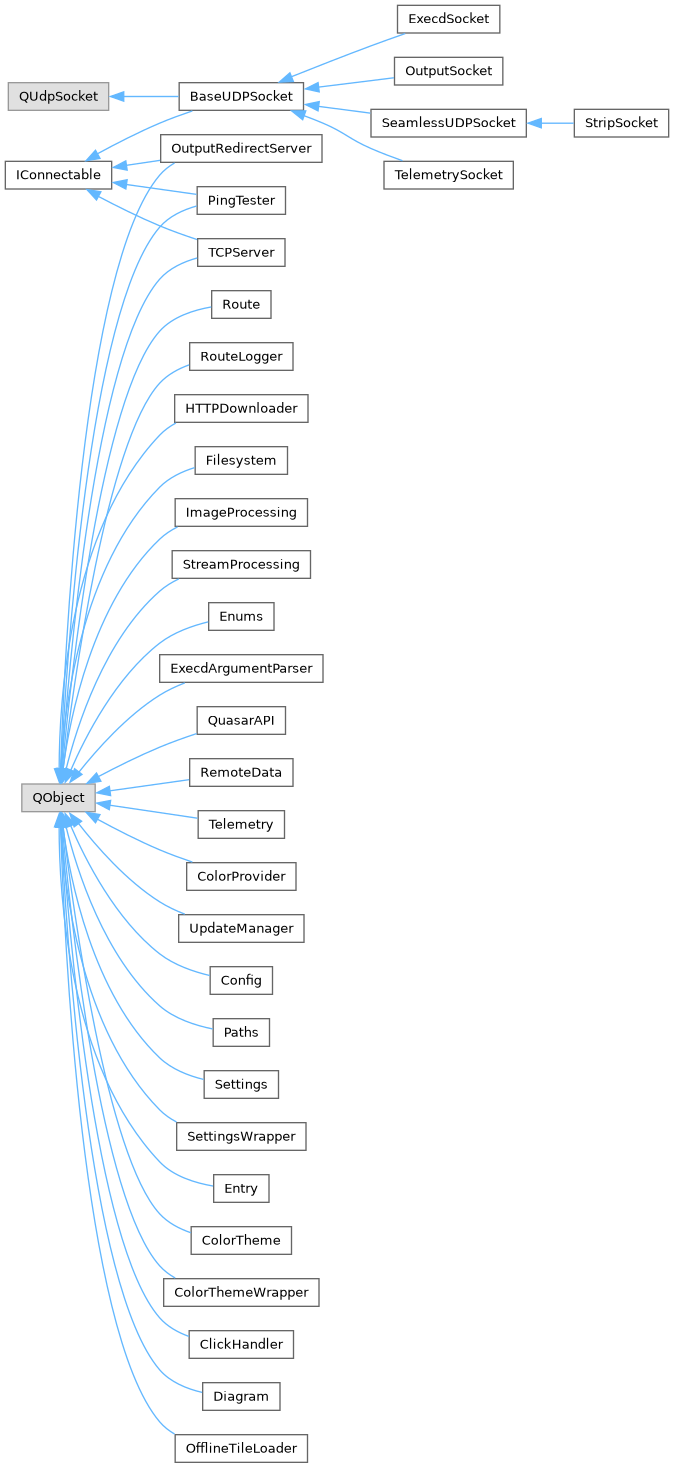 ExecdSocket
OutputSocket
QUdpSocket
BaseUDPSocket
SeamlessUDPSocket
StripSocket
OutputRedirectServer
IConnectable
TelemetrySocket
PingTester
TCPServer
Route
RouteLogger
HTTPDownloader
Filesystem
ImageProcessing
StreamProcessing
Enums
ExecdArgumentParser
QuasarAPI
RemoteData
QObject
Telemetry
ColorProvider
UpdateManager
Config
Paths
Settings
SettingsWrapper
Entry
ColorTheme
ColorThemeWrapper
ClickHandler
Diagram
OfflineTileLoader